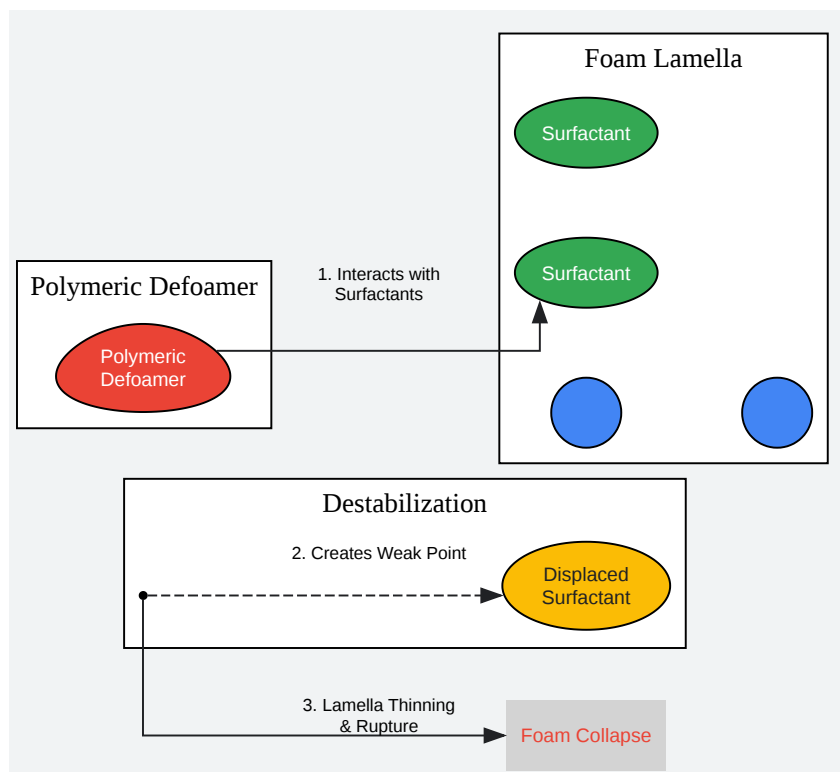 Foam Lamella
Surfactant
Surfactant
Polymeric Defoamer
Polymeric
Defoamer
1. Interacts with
Surfactants
Destabilization
2. Creates Weak Point
Displaced
Surfactant
3. Lamella Thinning
& Rupture
Foam Collapse